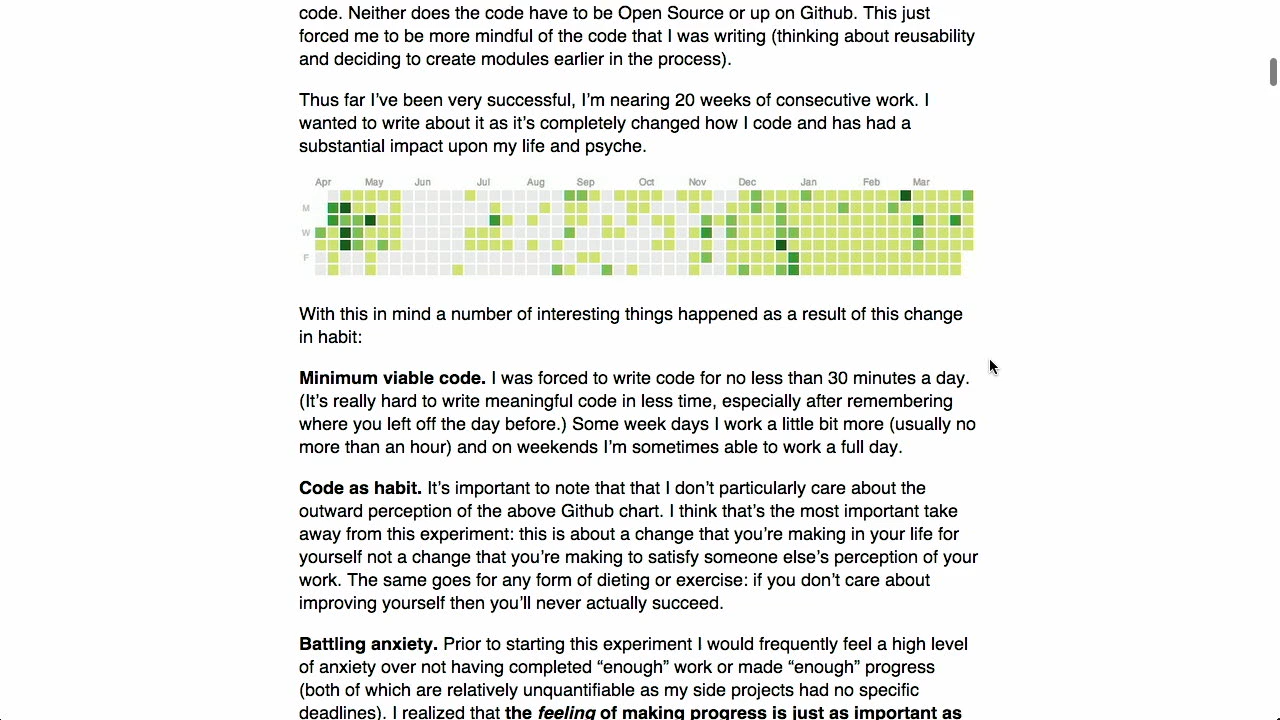 code. Neither does the code have to be Open Source or up on Github. This just
forced me to be more mindful of the code that I was writing (thinking about reusability
and deciding to create modules earlier in the process).
Thus far I’ve been very successful, I’m nearing 20 weeks of consecutive work. I
wanted to write about it as it’s completely changed how I code and has had a
substantial impact upon my life and psyche.
Apr May Jun Jul Aug Sep Oct Nov Dec Jan Feb Mar
M
W
F
With this in mind a number of interesting things happened as a result of this change
in habit:
Minimum viable code. I was forced to write code for no less than 30 minutes a day.
(It’s really hard to write meaningful code in less time, especially after remembering
where you left off the day before.) Some week days I work a little bit more (usually no
more than an hour) and on weekends I’m sometimes able to work a full day.
Code as habit. It’s important to note that that I don’t particularly care about the
outward perception of the above Github chart. I think that’s the most important take
away from this experiment: this is about a change that you’re making in your life for
yourself not a change that you’re making to satisfy someone else’s perception of your
work. The same goes for any form of dieting or exercise: if you don’t care about
improving yourself then you’ll never actually succeed.
Battling anxiety. Prior to starting this experiment I would frequently feel a high level
of anxiety over not having completed “enough” work or made “enough” progress
(both of which are relatively unquantifiable as my side projects had no specific
deadlines). I realized that the feeling of making progress is just as important as